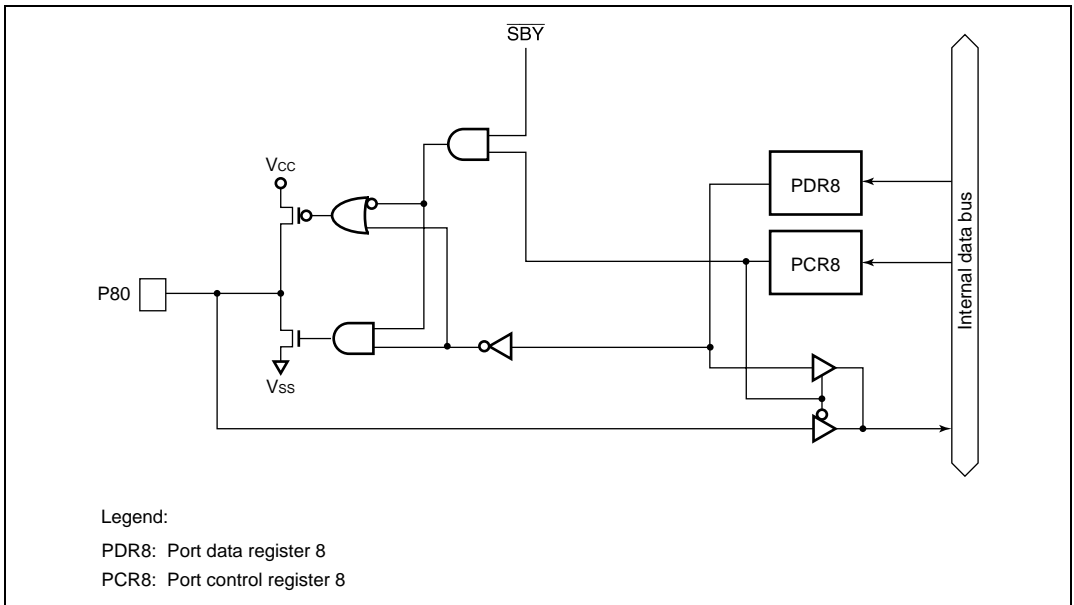 SBY
Vcc
PDR8
PCR8
P80
Vss
Internal data bus
Legend:
PDR8: Port data register 8
PCR8: Port control register 8